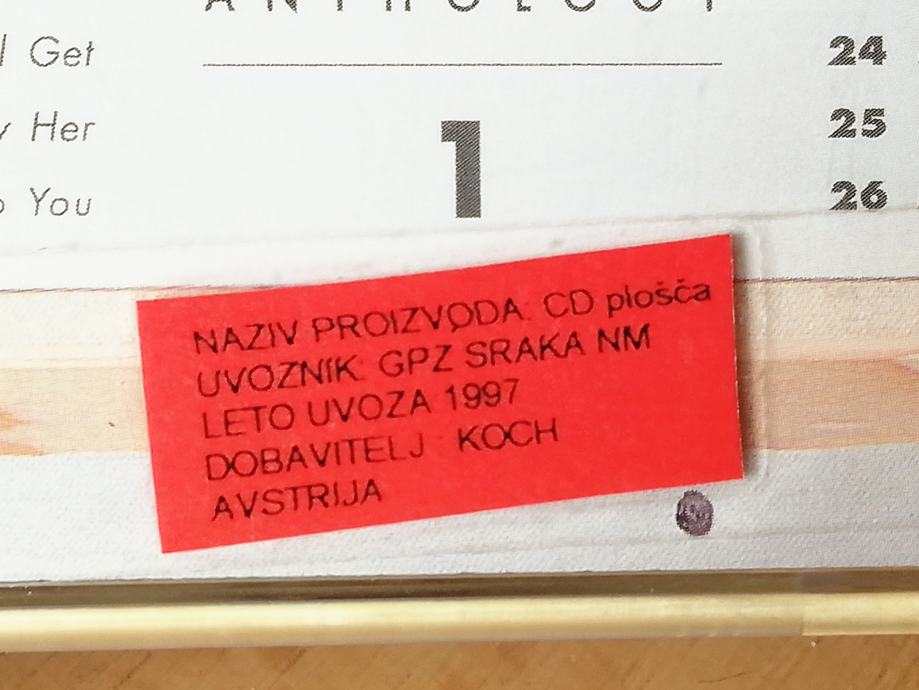 ANTHOLOGY
Get
24
1
Her
25
You
26
NAZIV PROIZVODA: CD plošča
UVOZNIK: GPZ SRAKA NM
LETO UVOZA 1997
DOBAVITELJ KOCH
AVSTRIJA